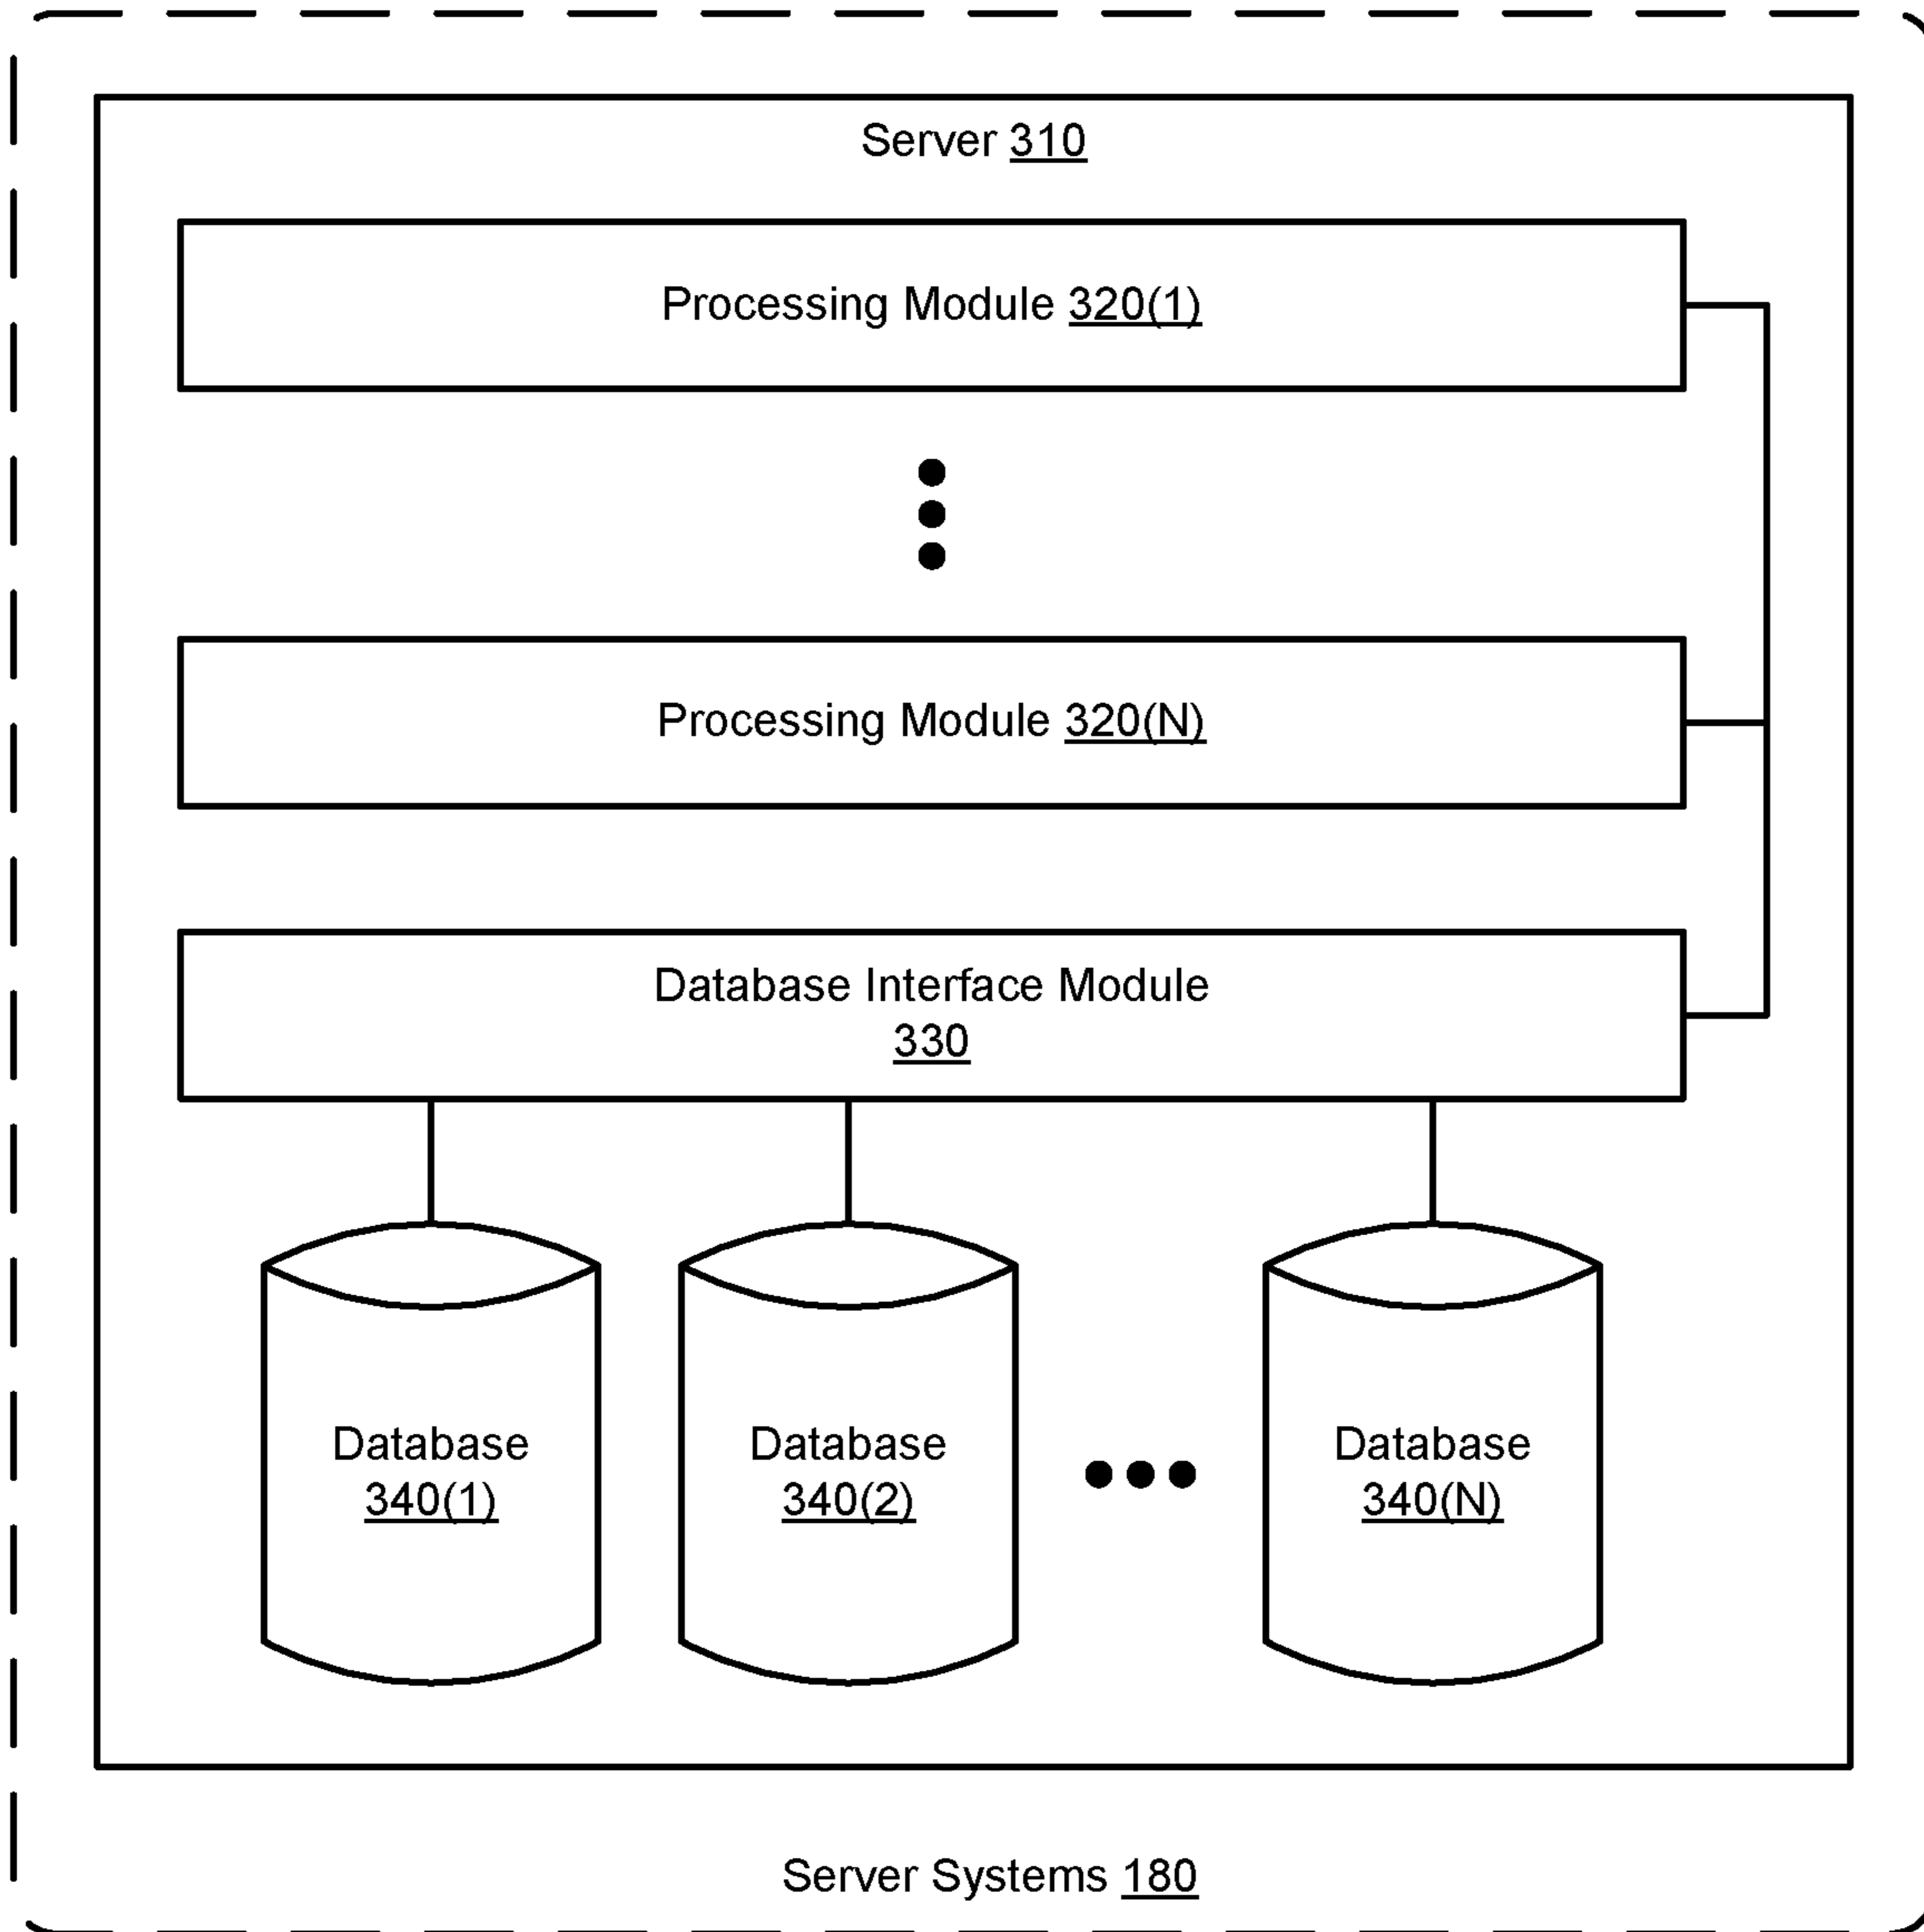 Server 310
Processing Module 320(1)
Processing Module 320(N)
Database Interface Module
330
Database
340(1)
Database
340(2)
Database
340(N)
Server Systems 180